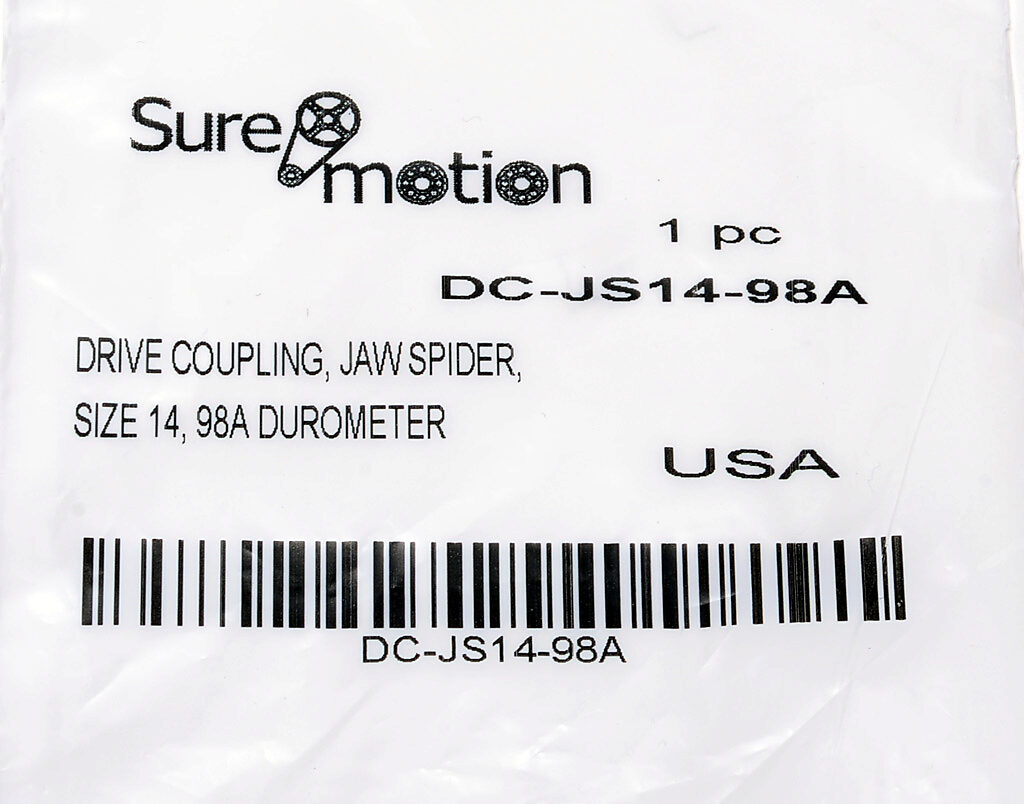 Sure
motion
1 pc
DC-JS14-98A
DRIVE COUPLING, JAW SPIDER,
SIZE 14, 98A DUROMETER
USA
DC-JS14-98A